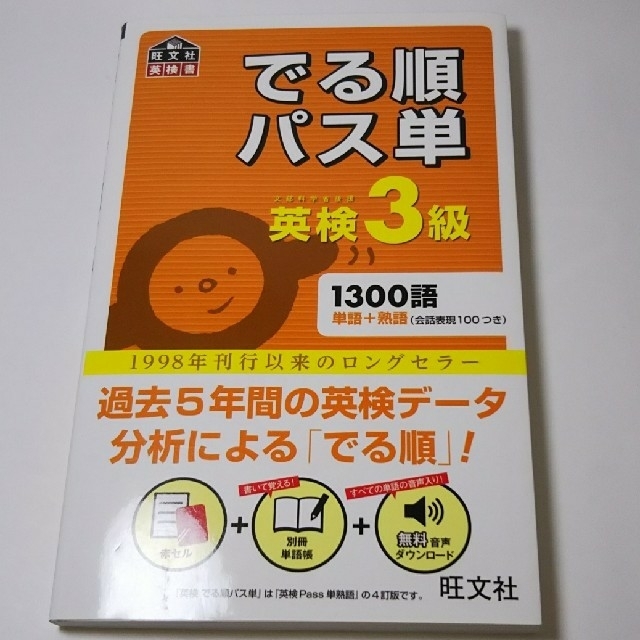 旺文社
英検書
でる順
パス単
文部科学省後援
英検3級
1300語
単語+熟語(会話表現100つき)
1998年刊行以来のロングセラー
過去5年間の英検データ
分析による「でる順」!
赤セル
+
書いて覚える!
別冊
単語帳
+
すべての単語の音声入り!
無料音声
ダウンロード
「英検 でる順パス単」は「英検Pass単熟語」の4訂版です。
旺文社